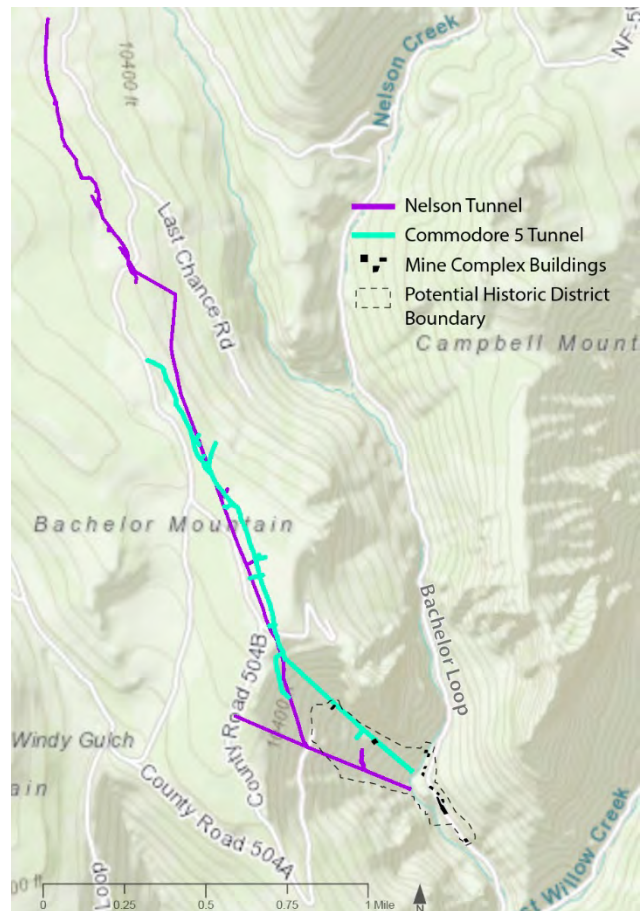 10400 ft
Nelson Creek
Last Chance Rd
Nelson Tunnel
Commodore 5 Tunnel
Mine Complex Buildings
Potential Historic District
Boundary
Bachelor Mountain
Bachelor Loop
County Road 504B
10400
Windy Gulch
County Road 504A
Loop
Willow Creek
0
0.25
0.5
0.75
1 Mile
N